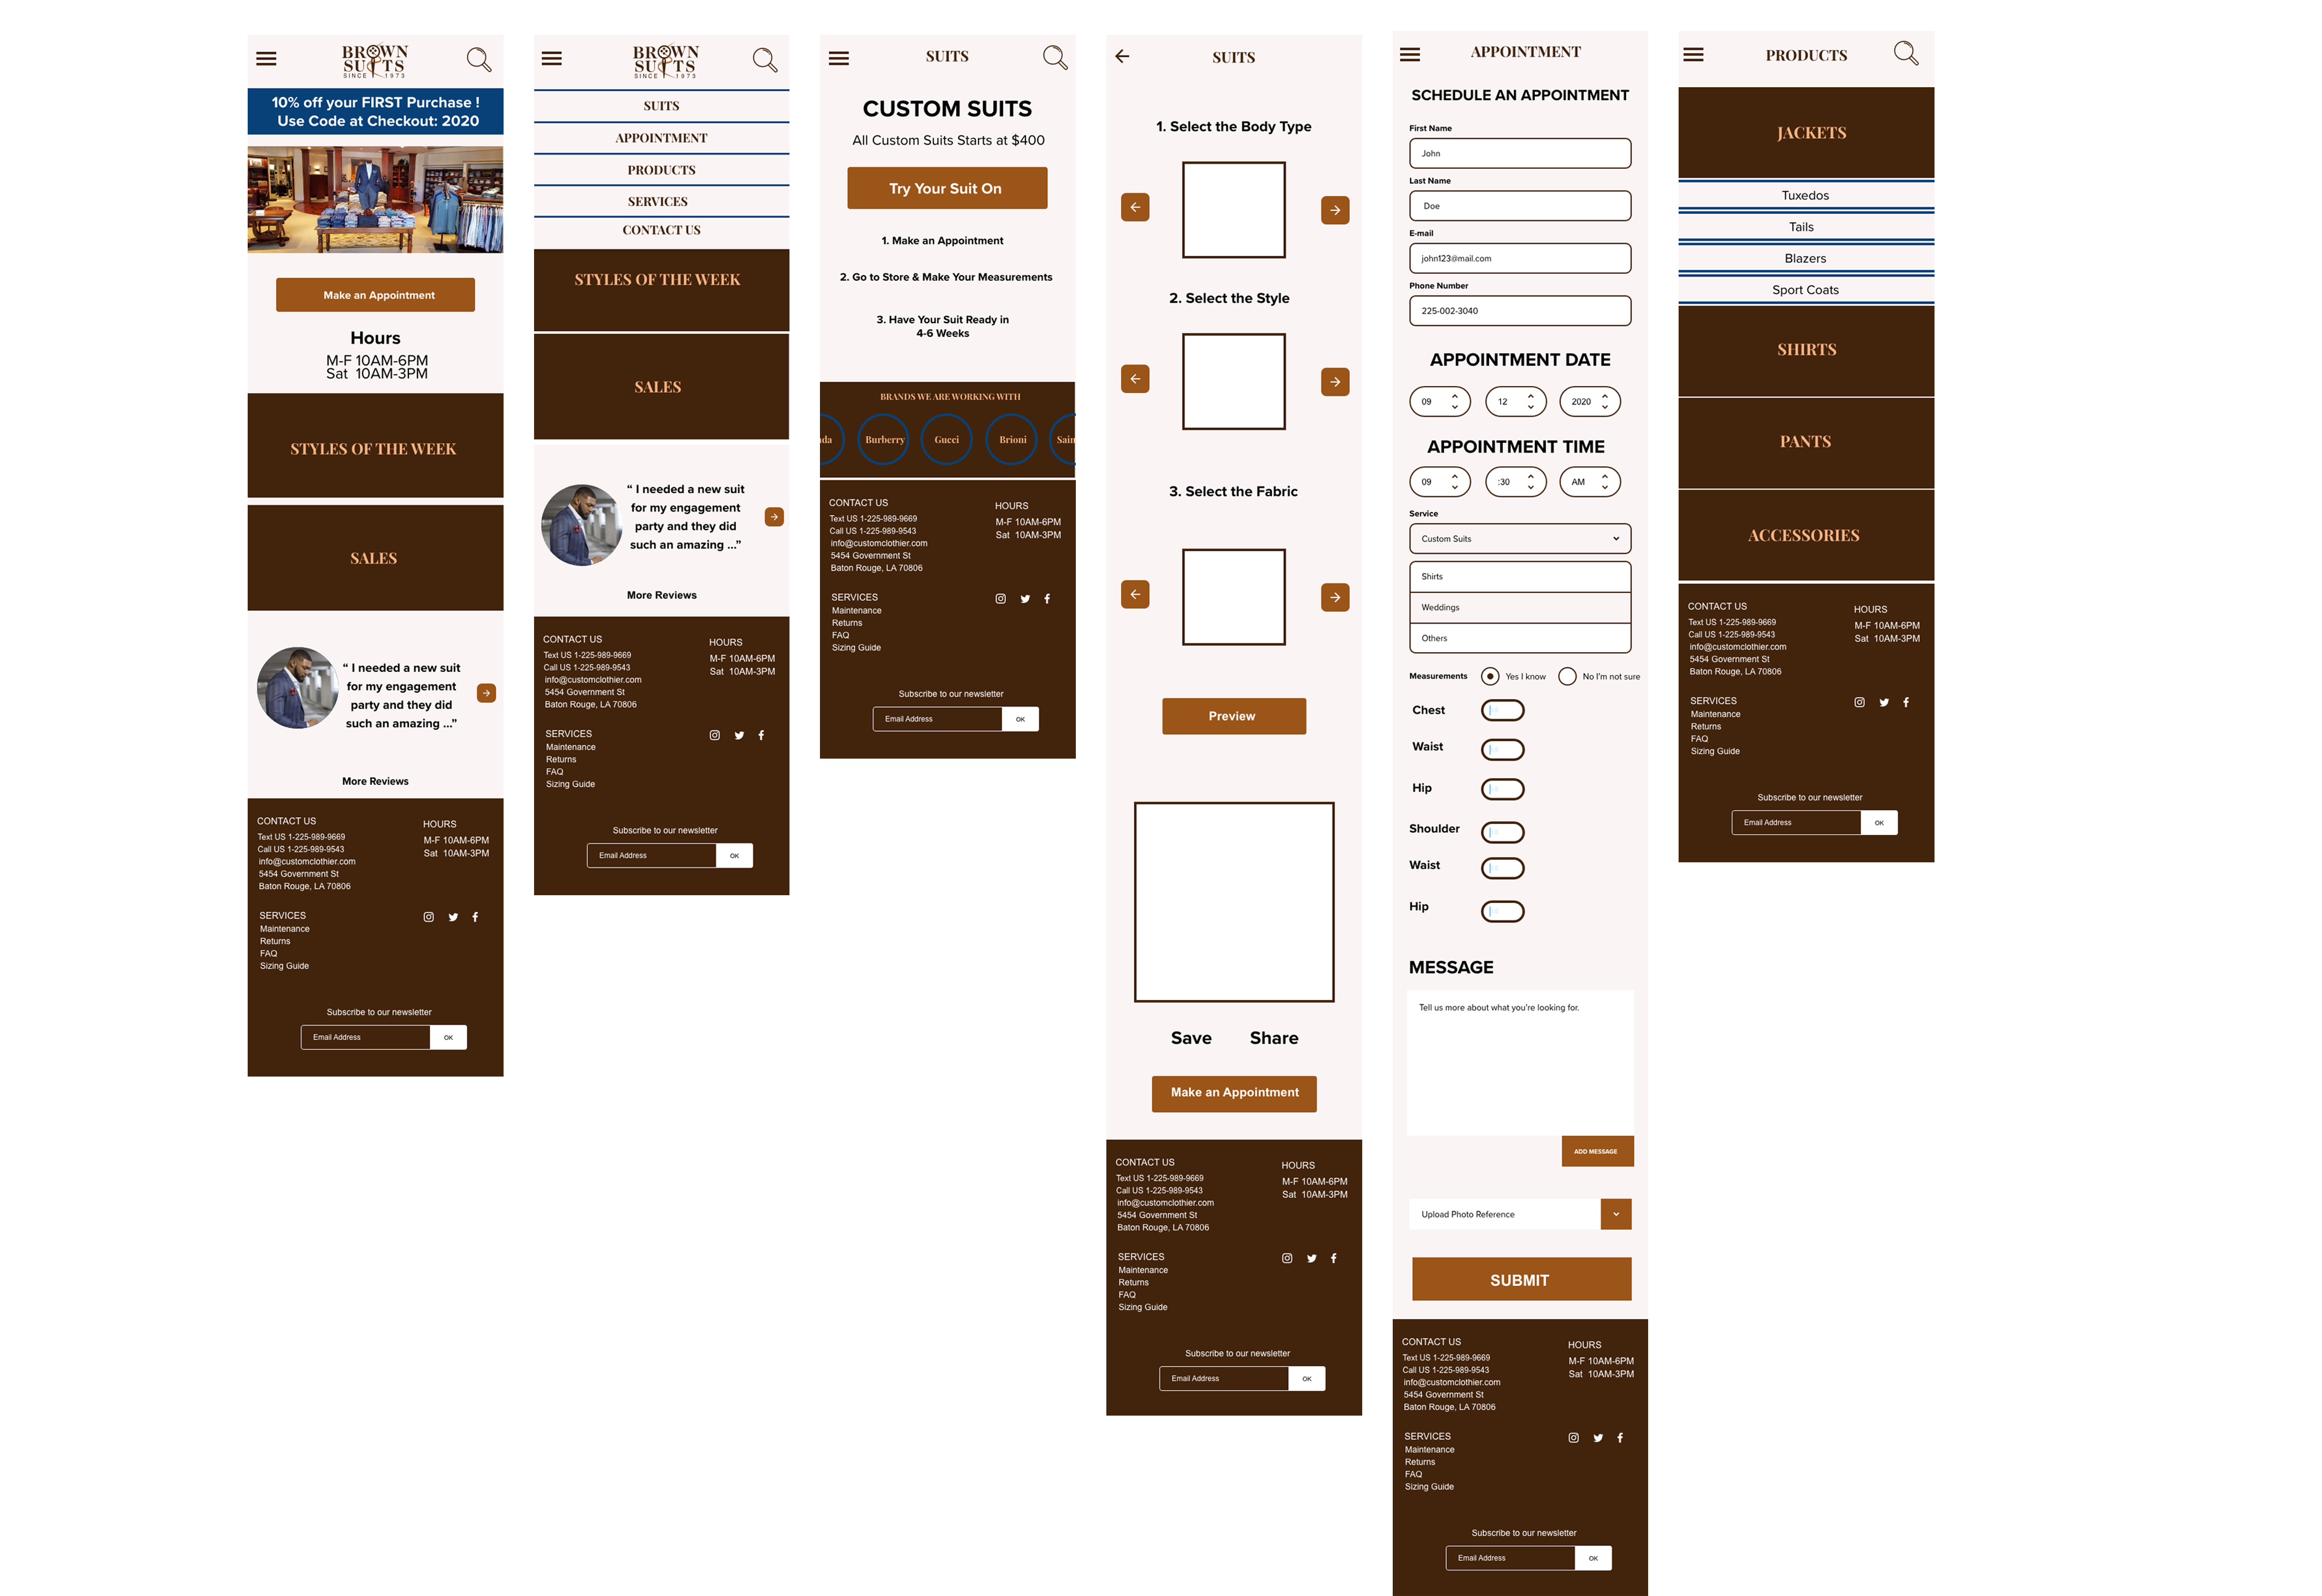 BROWN
SUITS
SINCE 1973
10% off your FIRST Purchase !
Use Code at Checkout: 2020
Make an Appointment
Hours
M-F 10AM-6PM
Sat 10AM-3PM
STYLES OF THE WEEK
SALES
“ I needed a new suit
for my engagement
party and they did
such an amazing ...”
More Reviews
CONTACT US
Text US 1-225-989-9669
Call US 1-225-989-9543
info@customclothier.com
5454 Government St
Baton Rouge, LA 70806
HOURS
M-F 10AM-6PM
Sat 10AM-3PM
SERVICES
Maintenance
Returns
FAQ
Sizing Guide
Subscribe to our newsletter
Email Address OK
BROWN
SUITS
SINCE 1973
SUITS
APPOINTMENT
PRODUCTS
SERVICES
CONTACT US
STYLES OF THE WEEK
SALES
“ I needed a new suit
for my engagement
party and they did
such an amazing ...”
More Reviews
CONTACT US
Text US 1-225-989-9669
Call US 1-225-989-9543
info@customclothier.com
5454 Government St
Baton Rouge, LA 70806
HOURS
M-F 10AM-6PM
Sat 10AM-3PM
SERVICES
Maintenance
Returns
FAQ
Sizing Guide
Subscribe to our newsletter
Email Address OK
SUITS
CUSTOM SUITS
All Custom Suits Starts at $400
Try Your Suit On
1. Make an Appointment
2. Go to Store & Make Your Measurements
3. Have Your Suit Ready in
4-6 Weeks
BRANDS WE ARE WORKING WITH
ada Burberry Gucci Brioni Sain
CONTACT US
Text US 1-225-989-9669
Call US 1-225-989-9543
info@customclothier.com
5454 Government St
Baton Rouge, LA 70806
HOURS
M-F 10AM-6PM
Sat 10AM-3PM
SERVICES
Maintenance
Returns
FAQ
Sizing Guide
Subscribe to our newsletter
Email Address OK
SUITS
1. Select the Body Type
2. Select the Style
3. Select the Fabric
Preview
Save Share
Make an Appointment
CONTACT US
Text US 1-225-989-9669
Call US 1-225-989-9543
info@customclothier.com
5454 Government St
Baton Rouge, LA 70806
HOURS
M-F 10AM-6PM
Sat 10AM-3PM
SERVICES
Maintenance
Returns
FAQ
Sizing Guide
Subscribe to our newsletter
Email Address OK
APPOINTMENT
SCHEDULE AN APPOINTMENT
First Name
John
Last Name
Doe
E-mail
john123@mail.com
Phone Number
225-002-3040
APPOINTMENT DATE
09 12 2020
APPOINTMENT TIME
09 :30 AM
Service
Custom Suits
Shirts
Weddings
Others
Measurements Yes I know No I'm not sure
Chest
Waist
Hip
Shoulder
Waist
Hip
MESSAGE
Tell us more about what you're looking for.
ADD MESSAGE
Upload Photo Reference
SUBMIT
CONTACT US
Text US 1-225-989-9669
Call US 1-225-989-9543
info@customclothier.com
5454 Government St
Baton Rouge, LA 70806
HOURS
M-F 10AM-6PM
Sat 10AM-3PM
SERVICES
Maintenance
Returns
FAQ
Sizing Guide
Subscribe to our newsletter
Email Address OK
PRODUCTS
JACKETS
Tuxedos
Tails
Blazers
Sport Coats
SHIRTS
PANTS
ACCESSORIES
CONTACT US
Text US 1-225-989-9669
Call US 1-225-989-9543
info@customclothier.com
5454 Government St
Baton Rouge, LA 70806
HOURS
M-F 10AM-6PM
Sat 10AM-3PM
SERVICES
Maintenance
Returns
FAQ
Sizing Guide
Subscribe to our newsletter
Email Address OK